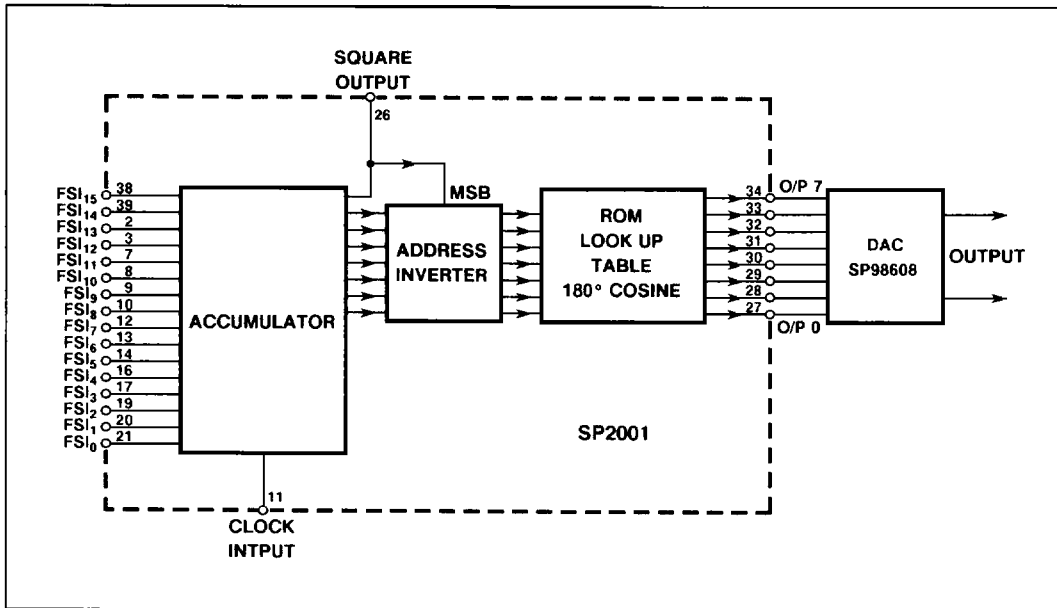 SQUARE
OUTPUT
26
FSI15 38
FSI14 39
FSI13 2
FSI12 3
FSI11 7
FSI10 8
FSI9 9
FSI8 10
FSI7 12
FSI6 13
FSI5 14
FSI4 16
FSI3 17
FSI2 19
FSI1 20
FSI0 21
ACCUMULATOR
MSB
ADDRESS
INVERTER
ROM
LOOK UP
TABLE
180° COSINE
34 O/P 7
33
32
31
30
29
28
27 O/P 0
DAC
SP98608
OUTPUT
SP2001
11
CLOCK
INTPUT